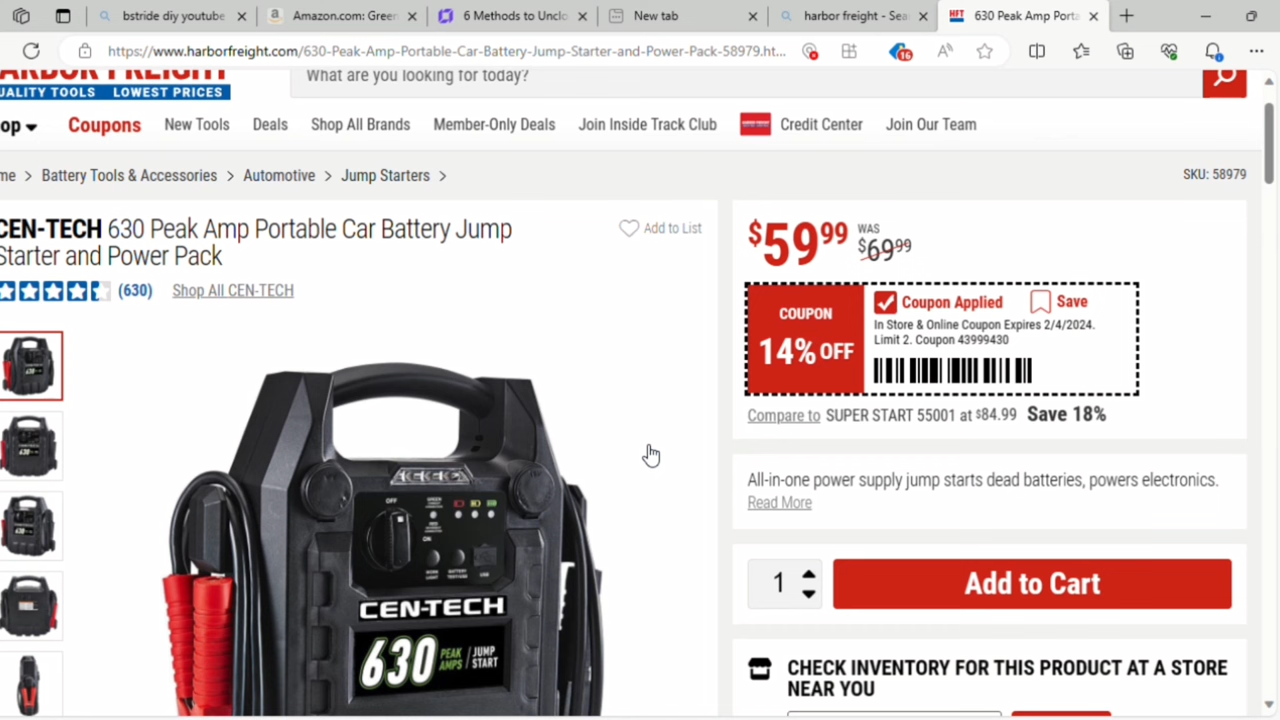 bstride diy youtube
Amazon.com: Green
6 Methods to Unclo
New tab
harbor freight - Sea
HFT
630 Peak Amp Porta
https://www.harborfreight.com/630-Peak-Amp-Portable-Car-Battery-Jump-Starter-and-Power-Pack-58979.ht...
16
HARBOR FREIGHT
What are you looking for today?
UALITY TOOLS LOWEST PRICES
op
Coupons
New Tools
Deals
Shop All Brands
Member-Only Deals
Join Inside Track Club
Credit Center
Join Our Team
me > Battery Tools & Accessories > Automotive > Jump Starters >
SKU: 58979
CEN-TECH 630 Peak Amp Portable Car Battery Jump
Starter and Power Pack
Add to List
(630)
Shop All CEN-TECH
$59 99
WAS
$69 99
COUPON
14% OFF
Coupon Applied
Save
In Store & Online Coupon Expires 2/4/2024.
Limit 2. Coupon 43999430
Compare to SUPER START 55001 at $84.99 Save 18%
All-in-one power supply jump starts dead batteries, powers electronics.
Read More
1
Add to Cart
CHECK INVENTORY FOR THIS PRODUCT AT A STORE
NEAR YOU
OFF
ON
USB
CEN-TECH
630 PEAK AMPS / JUMP START